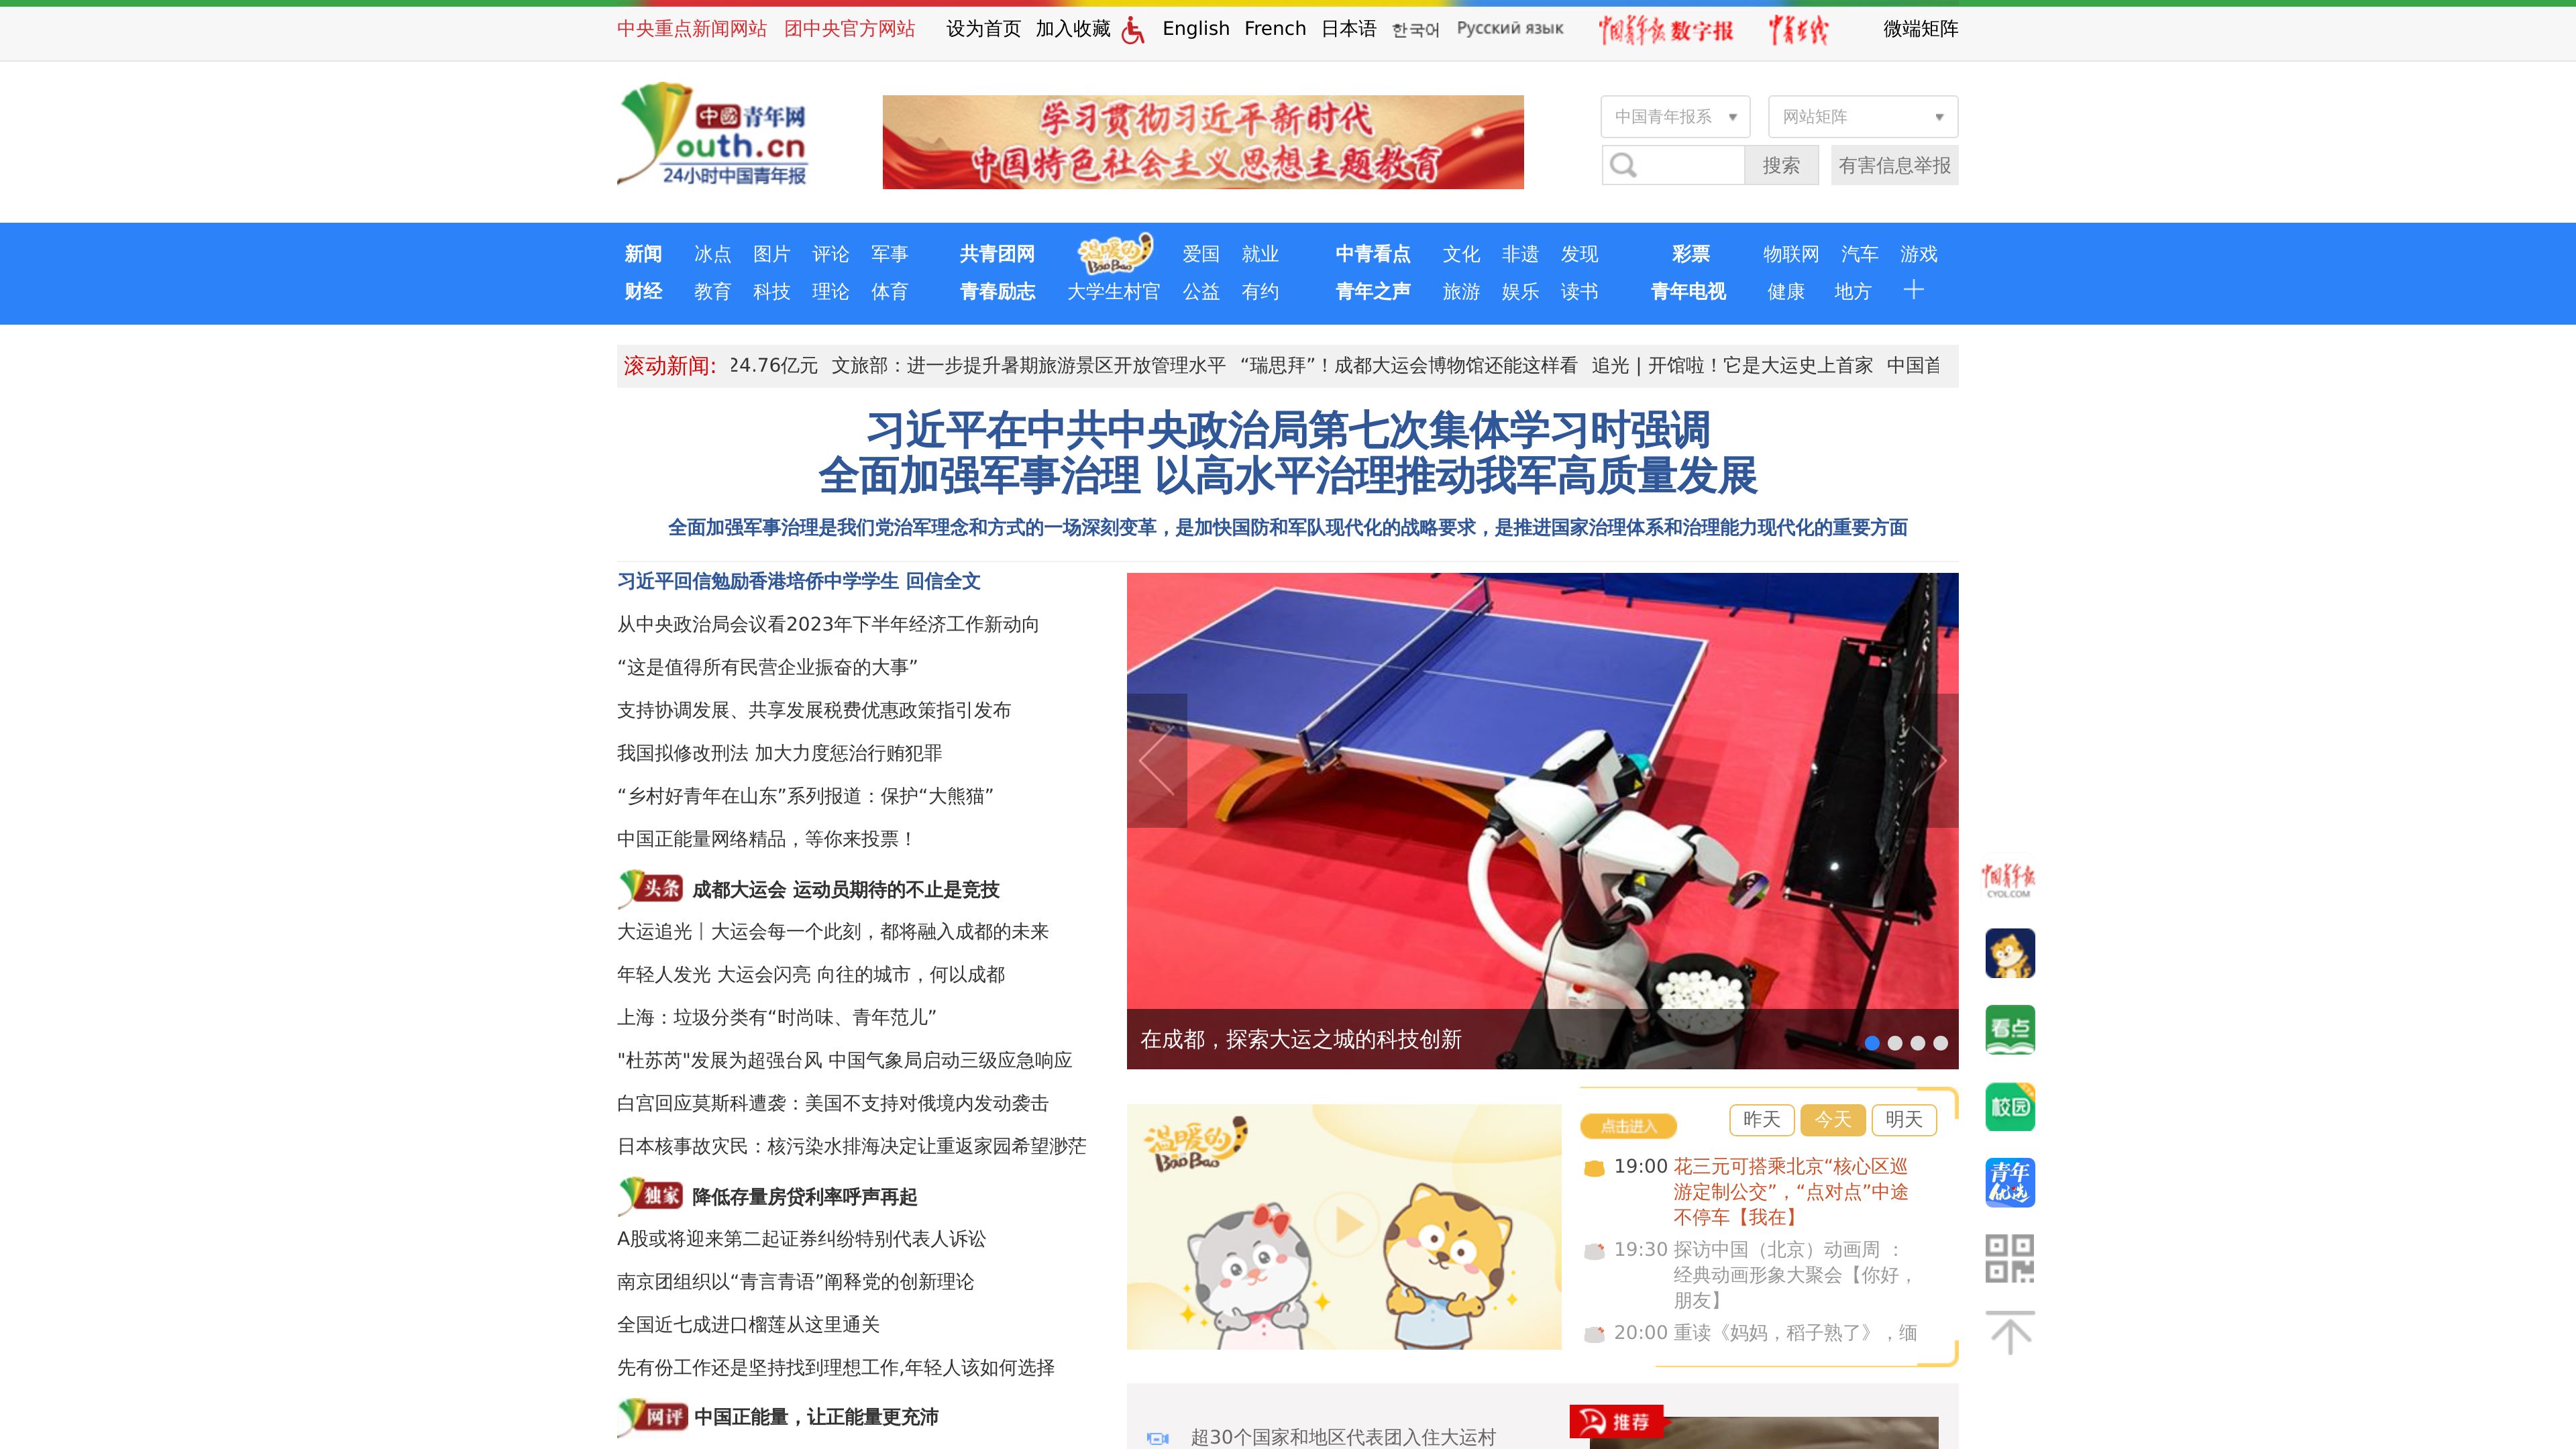 中央重点新闻网站 团中央官方网站 设为首页 加入收藏 English French 日本语 한국어 Русский язык 中国青年报 数字报 中青在线 微端矩阵
中國青年网
outh.cn
24小时中国青年报
学习贯彻习近平新时代
中国特色社会主义思想主题教育
中国青年报系 网站矩阵
搜索 有害信息举报
新闻 冰点 图片 评论 军事 共青团网 温暖的BaoBao 爱国 就业 中青看点 文化 非遗 发现 彩票 物联网 汽车 游戏
财经 教育 科技 理论 体育 青春励志 大学生村官 公益 有约 青年之声 旅游 娱乐 读书 青年电视 健康 地方
滚动新闻: 24.76亿元 文旅部：进一步提升暑期旅游景区开放管理水平 “瑞思拜”！成都大运会博物馆还能这样看 追光 | 开馆啦！它是大运史上首家 中国首
习近平在中共中央政治局第七次集体学习时强调
全面加强军事治理 以高水平治理推动我军高质量发展
全面加强军事治理是我们党治军理念和方式的一场深刻变革，是加快国防和军队现代化的战略要求，是推进国家治理体系和治理能力现代化的重要方面
习近平回信勉励香港培侨中学学生 回信全文
从中央政治局会议看2023年下半年经济工作新动向
“这是值得所有民营企业振奋的大事”
支持协调发展、共享发展税费优惠政策指引发布
我国拟修改刑法 加大力度惩治行贿犯罪
“乡村好青年在山东”系列报道：保护“大熊猫”
中国正能量网络精品，等你来投票！
头条 成都大运会 运动员期待的不止是竞技
大运追光丨大运会每一个此刻，都将融入成都的未来
年轻人发光 大运会闪亮 向往的城市，何以成都
上海：垃圾分类有“时尚味、青年范儿”
"杜苏芮"发展为超强台风 中国气象局启动三级应急响应
白宫回应莫斯科遭袭：美国不支持对俄境内发动袭击
日本核事故灾民：核污染水排海决定让重返家园希望渺茫
独家 降低存量房贷利率呼声再起
A股或将迎来第二起证券纠纷特别代表人诉讼
南京团组织以“青言青语”阐释党的创新理论
全国近七成进口榴莲从这里通关
先有份工作还是坚持找到理想工作,年轻人该如何选择
网评 中国正能量，让正能量更充沛
在成都，探索大运之城的科技创新
温暖的
BaoBao
点击进入 昨天 今天 明天
19:00 花三元可搭乘北京“核心区巡
游定制公交”，“点对点”中途
不停车【我在】
19:30 探访中国（北京）动画周 ：
经典动画形象大聚会【你好，
朋友】
20:00 重读《妈妈，稻子熟了》，缅
超30个国家和地区代表团入住大运村
推荐
中国青年报
CYOL.COM
看点
校园
青年
优选